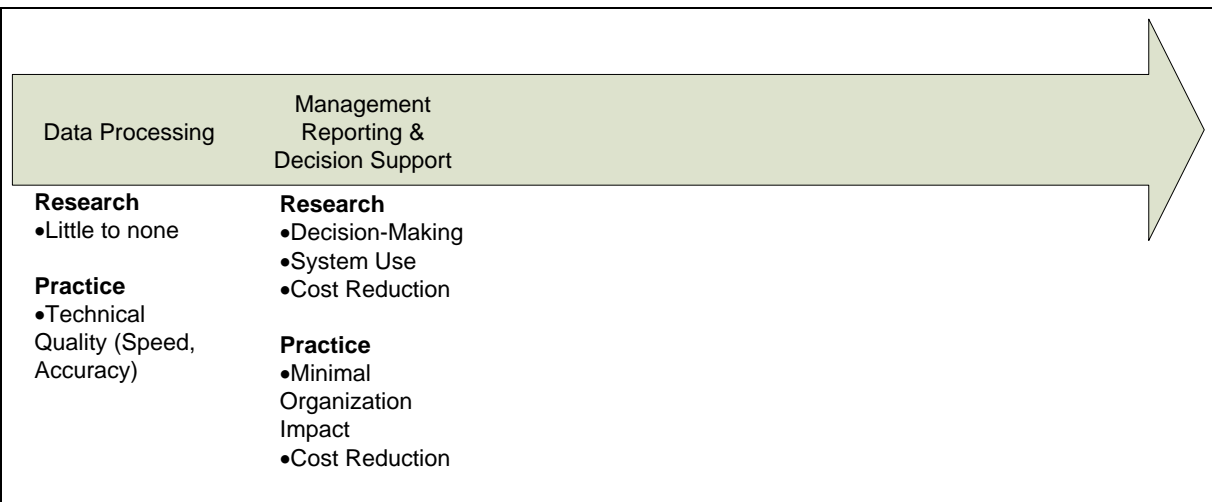 Data Processing
Management
Reporting &
Decision Support
Research
•Little to none
Practice
•Technical
Quality (Speed,
Accuracy)
Research
•Decision-Making
•System Use
•Cost Reduction
Practice
•Minimal
Organization
Impact
•Cost Reduction